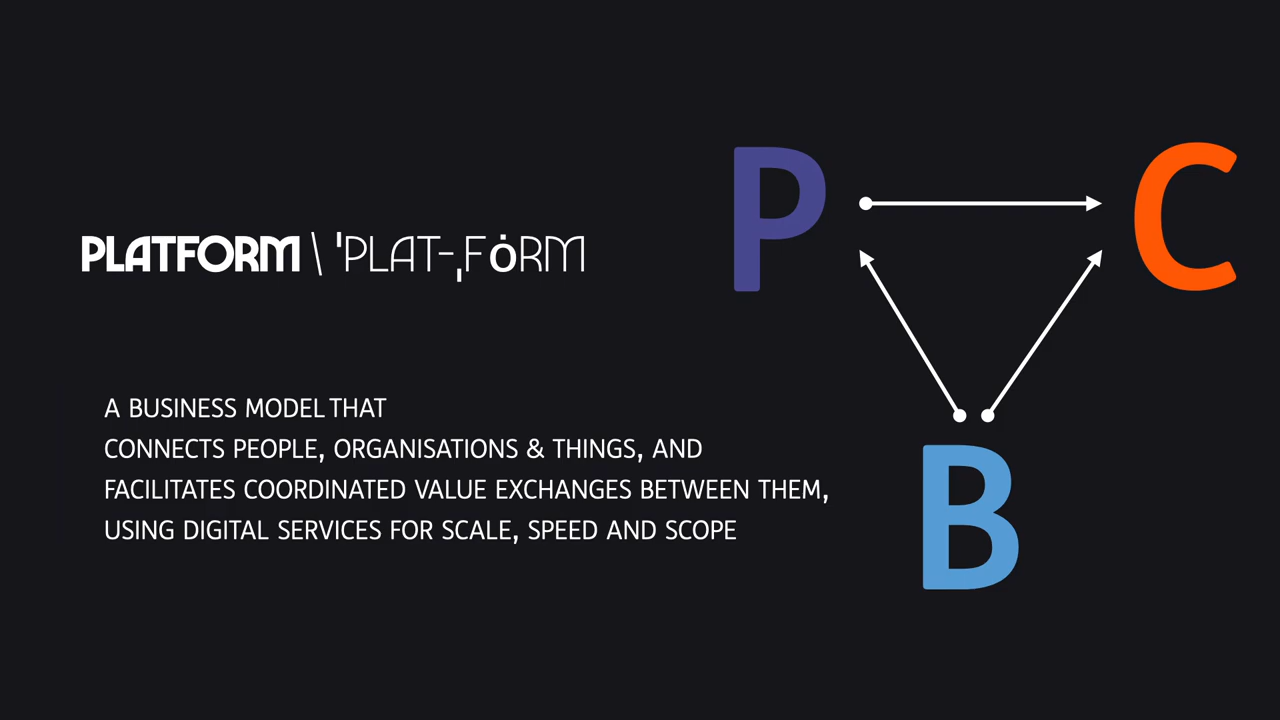 PLATFORM \ ˈPLAT-ˌFȯRM
A BUSINESS MODEL THAT
CONNECTS PEOPLE, ORGANISATIONS & THINGS, AND
FACILITATES COORDINATED VALUE EXCHANGES BETWEEN THEM,
USING DIGITAL SERVICES FOR SCALE, SPEED AND SCOPE
P
C
B